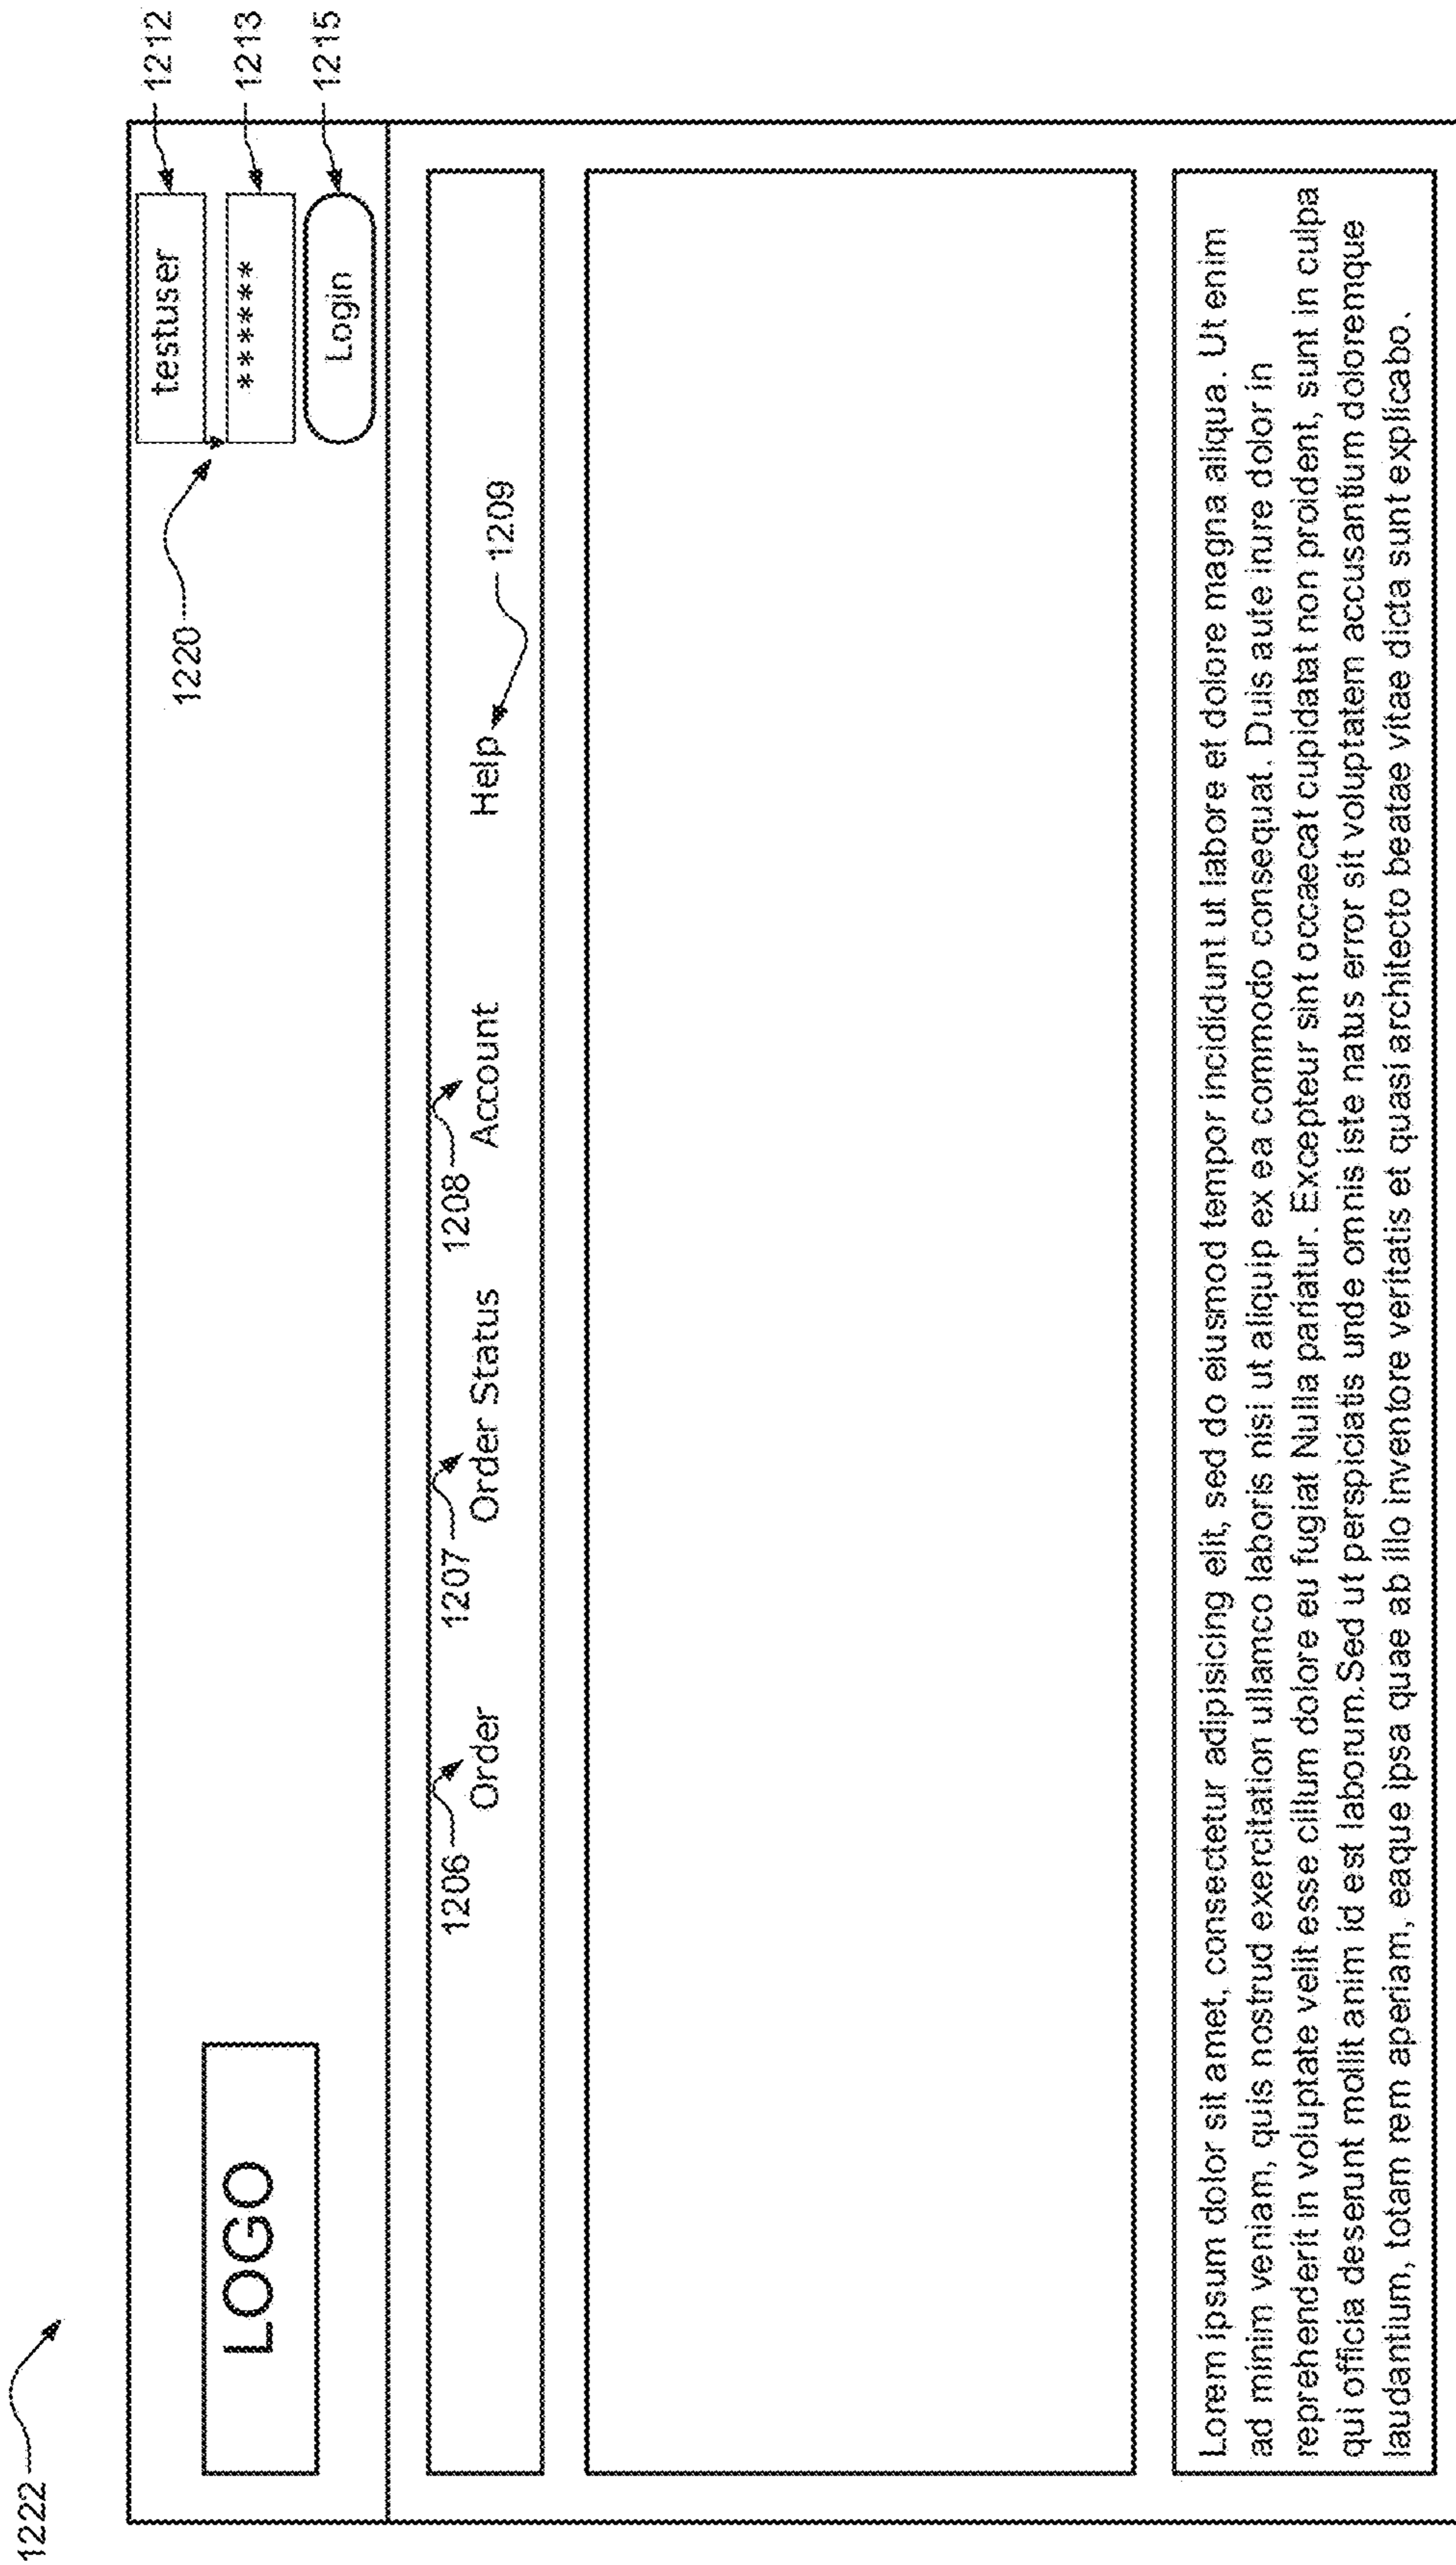 1222
LOGO
1220
testuser
1212
******
1213
Login
1215
1206
Order
1207
Order Status
1208
Account
Help
1209
Lorem ipsum dolor sit amet, consectetur adipisicing elit, sed do eiusmod tempor incididunt ut labore et dolore magna aliqua. Ut enim
ad minim veniam, quis nostrud exercitation ullamco laboris nisi ut aliquip ex ea commodo consequat. Duis aute irure dolor in
reprehenderit in voluptate velit esse cillum dolore eu fugiat Nulla pariatur. Excepteur sint occaecat cupidatat non proident, sunt in culpa
qui officia deserunt mollit anim id est laborum.Sed ut perspiciatis unde omnis iste natus error sit voluptatem accusantium doloremque
laudantium, totam rem aperiam, eaque ipsa quae ab illo inventore veritatis et quasi architecto beatae vitae dicta sunt explicabo.